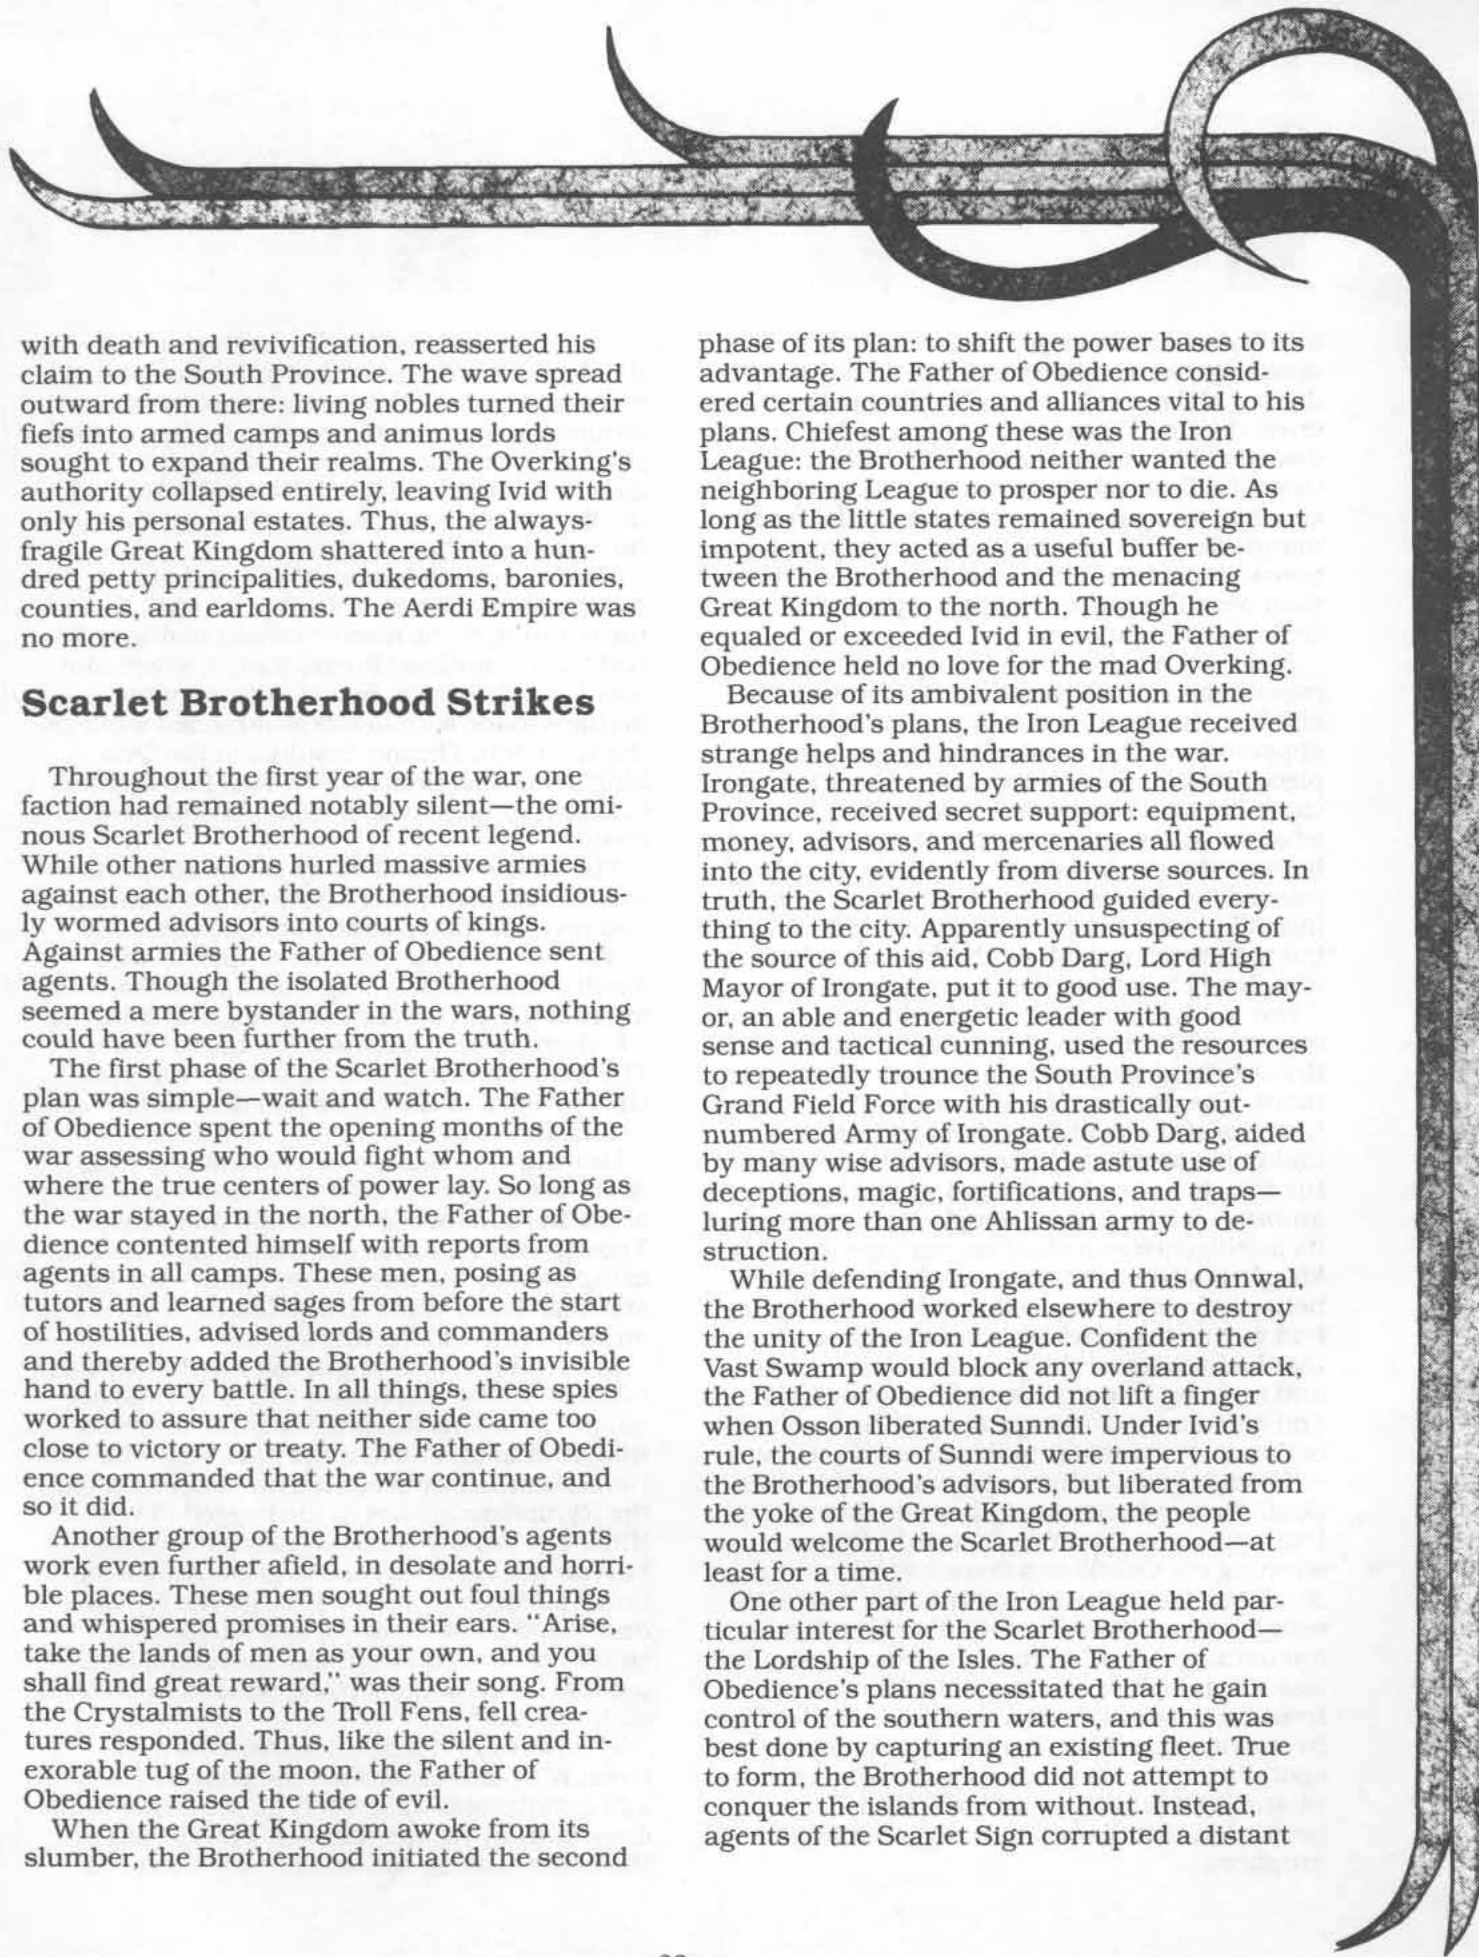 with death and revivification, reasserted his
claim to the South Province. The wave spread
outward from there: living nobles turned their
fiefs into armed camps and animus lords
sought to expand their realms. The Overking's
authority collapsed entirely, leaving Ivid with
only his personal estates. Thus, the always-
fragile Great Kingdom shattered into a hun-
dred petty principalities, dukedoms, baronies,
counties, and earldoms. The Aerdi Empire was
no more.
Scarlet Brotherhood Strikes
Throughout the first year of the war, one
faction had remained notably silent—the omi-
nous Scarlet Brotherhood of recent legend.
While other nations hurled massive armies
against each other, the Brotherhood insidious-
ly wormed advisors into courts of kings.
Against armies the Father of Obedience sent
agents. Though the isolated Brotherhood
seemed a mere bystander in the wars, nothing
could have been further from the truth.
The first phase of the Scarlet Brotherhood's
plan was simple—wait and watch. The Father
of Obedience spent the opening months of the
war assessing who would fight whom and
where the true centers of power lay. So long as
the war stayed in the north, the Father of Obe-
dience contented himself with reports from
agents in all camps. These men, posing as
tutors and learned sages from before the start
of hostilities, advised lords and commanders
and thereby added the Brotherhood's invisible
hand to every battle. In all things, these spies
worked to assure that neither side came too
close to victory or treaty. The Father of Obedi-
ence commanded that the war continue, and
so it did.
Another group of the Brotherhood's agents
work even further afield, in desolate and horri-
ble places. These men sought out foul things
and whispered promises in their ears. "Arise,
take the lands of men as your own, and you
shall find great reward," was their song. From
the Crystalmists to the Troll Fens, fell crea-
tures responded. Thus, like the silent and in-
exorable tug of the moon, the Father of
Obedience raised the tide of evil.
When the Great Kingdom awoke from its
slumber, the Brotherhood initiated the second
phase of its plan: to shift the power bases to its
advantage. The Father of Obedience consid-
ered certain countries and alliances vital to his
plans. Chiefest among these was the Iron
League: the Brotherhood neither wanted the
neighboring League to prosper nor to die. As
long as the little states remained sovereign but
impotent, they acted as a useful buffer be-
tween the Brotherhood and the menacing
Great Kingdom to the north. Though he
equaled or exceeded Ivid in evil, the Father of
Obedience held no love for the mad Overking.
Because of its ambivalent position in the
Brotherhood's plans, the Iron League received
strange helps and hindrances in the war.
Irongate, threatened by armies of the South
Province, received secret support: equipment,
money, advisors, and mercenaries all flowed
into the city, evidently from diverse sources. In
truth, the Scarlet Brotherhood guided every-
thing to the city. Apparently unsuspecting of
the source of this aid, Cobb Darg, Lord High
Mayor of Irongate, put it to good use. The may-
or, an able and energetic leader with good
sense and tactical cunning, used the resources
to repeatedly trounce the South Province's
Grand Field Force with his drastically out-
numbered Army of Irongate. Cobb Darg, aided
by many wise advisors, made astute use of
deceptions, magic, fortifications, and traps—
luring more than one Ahlissan army to de-
struction.
While defending Irongate, and thus Onnwal,
the Brotherhood worked elsewhere to destroy
the unity of the Iron League. Confident the
Vast Swamp would block any overland attack,
the Father of Obedience did not lift a finger
when Osson liberated Sunndi. Under Ivid's
rule, the courts of Sunndi were impervious to
the Brotherhood's advisors, but liberated from
the yoke of the Great Kingdom, the people
would welcome the Scarlet Brotherhood—at
least for a time.
One other part of the Iron League held par-
ticular interest for the Scarlet Brotherhood—
the Lordship of the Isles. The Father of
Obedience's plans necessitated that he gain
control of the southern waters, and this was
best done by capturing an existing fleet. True
to form, the Brotherhood did not attempt to
conquer the islands from without. Instead,
agents of the Scarlet Sign corrupted a distant